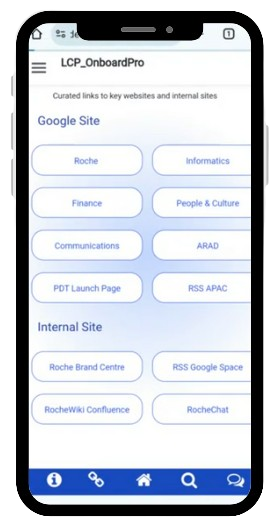 LCP_OnboardPro
Curated links to key websites and internal sites
Google Site
Roche
Informatics
Finance
People & Culture
Communications
ARAD
PDT Launch Page
RSS APAC
Internal Site
Roche Brand Centre
RSS Google Space
RocheWiki Confluence
RocheChat